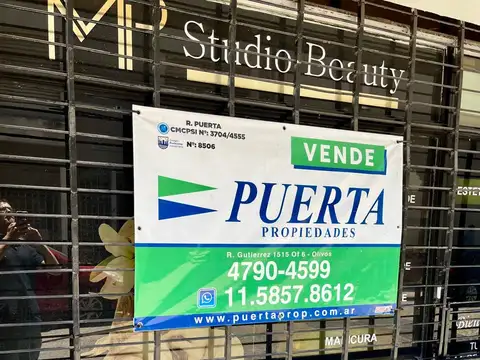 MP Studio Beauty
R. PUERTA
CMCPSI Nº: 3704/4555
Nº: 8506
VENDE
PUERTA
PROPIEDADES
R. Gutierrez 1515 Of 6 - Olivos
4790-4599
11.5857.8612
www.puertaprop.com.ar
MANICURA